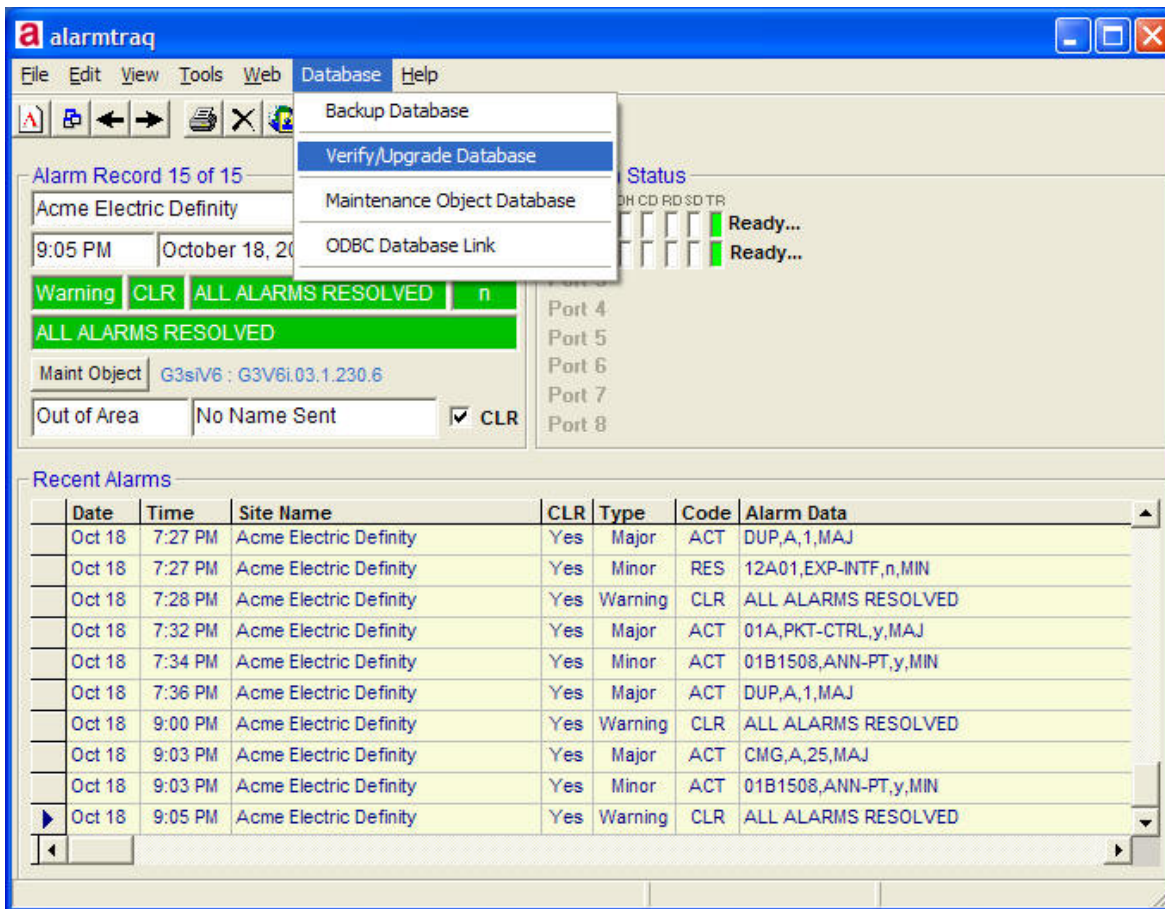 a alarmtraq
File Edit View Tools Web Database Help
Backup Database
Verify/Upgrade Database
Maintenance Object Database
ODBC Database Link
Alarm Record 15 of 15
Acme Electric Definity
9:05 PM October 18, 20
Warning CLR ALL ALARMS RESOLVED n
ALL ALARMS RESOLVED
Maint Object G3siV6 : G3V6i.03.1.230.6
Out of Area No Name Sent CLR
Status
OH CD RD SD TR
Ready...
Ready...
Port 4
Port 5
Port 6
Port 7
Port 8
Recent Alarms
Date Time Site Name CLR Type Code Alarm Data
Oct 18 7:27 PM Acme Electric Definity Yes Major ACT DUP,A,1,MAJ
Oct 18 7:27 PM Acme Electric Definity Yes Minor RES 12A01,EXP-INTF,n,MIN
Oct 18 7:28 PM Acme Electric Definity Yes Warning CLR ALL ALARMS RESOLVED
Oct 18 7:32 PM Acme Electric Definity Yes Major ACT 01A,PKT-CTRL,y,MAJ
Oct 18 7:34 PM Acme Electric Definity Yes Minor ACT 01B1508,ANN-PT,y,MIN
Oct 18 7:36 PM Acme Electric Definity Yes Major ACT DUP,A,1,MAJ
Oct 18 9:00 PM Acme Electric Definity Yes Warning CLR ALL ALARMS RESOLVED
Oct 18 9:03 PM Acme Electric Definity Yes Major ACT CMG,A,25,MAJ
Oct 18 9:03 PM Acme Electric Definity Yes Minor ACT 01B1508,ANN-PT,y,MIN
Oct 18 9:05 PM Acme Electric Definity Yes Warning CLR ALL ALARMS RESOLVED